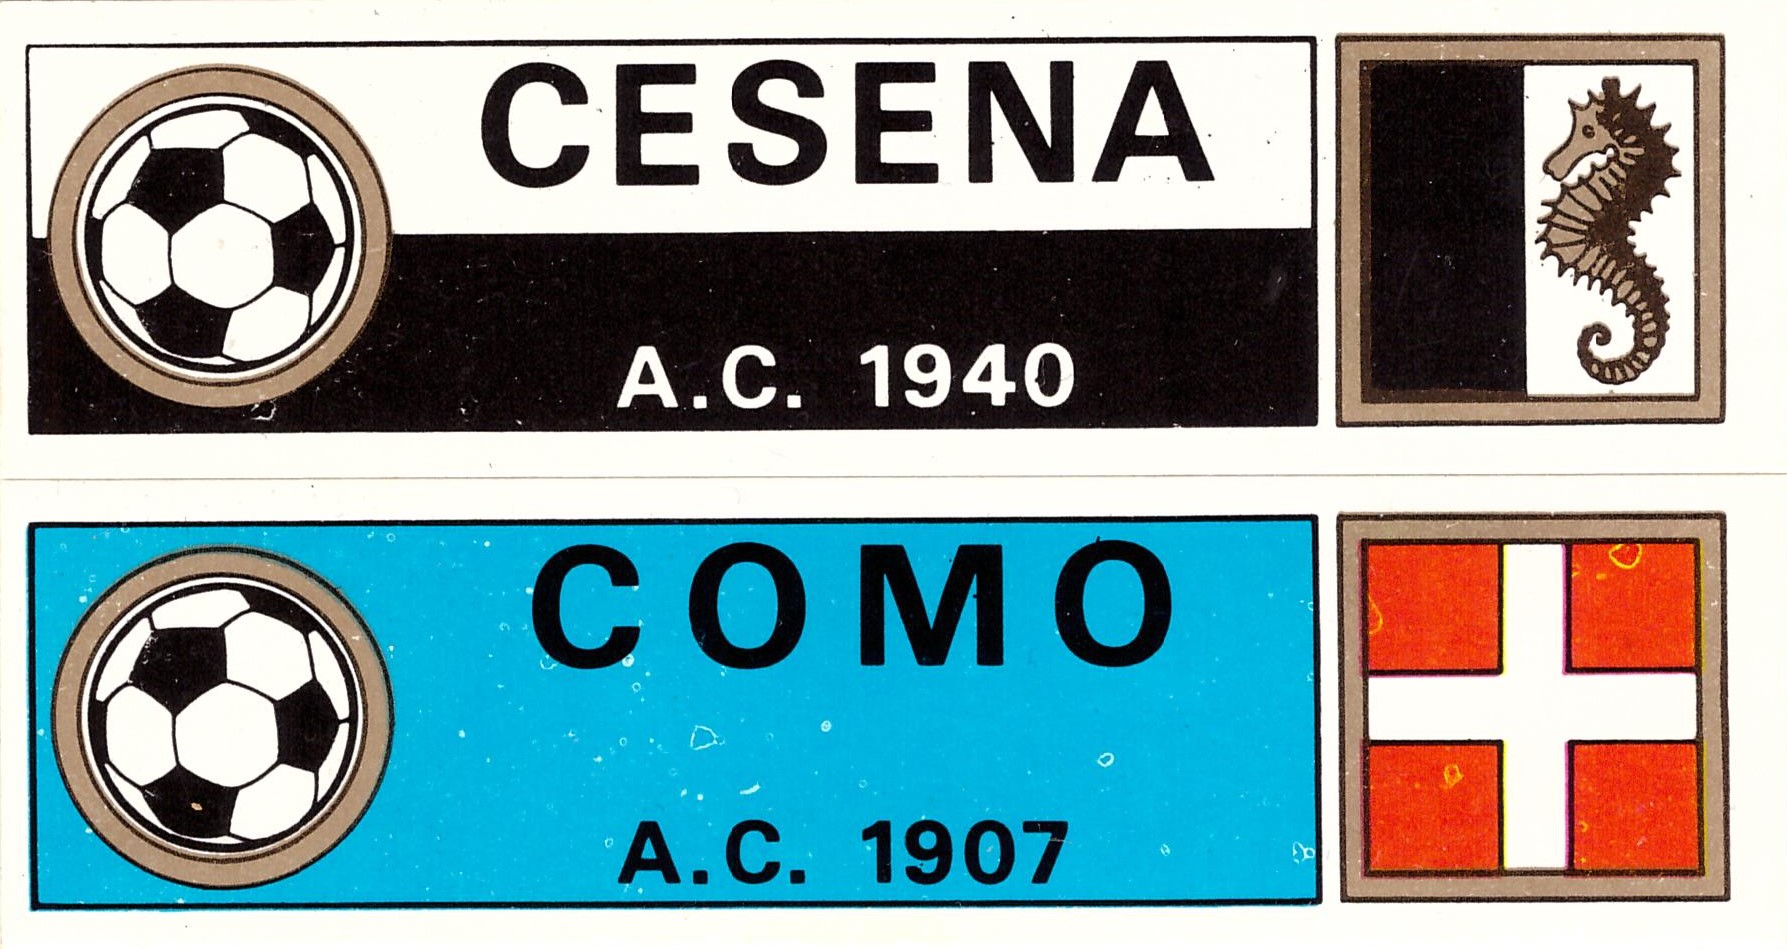 CESENA
A.C. 1940
COMO
A.C. 1907